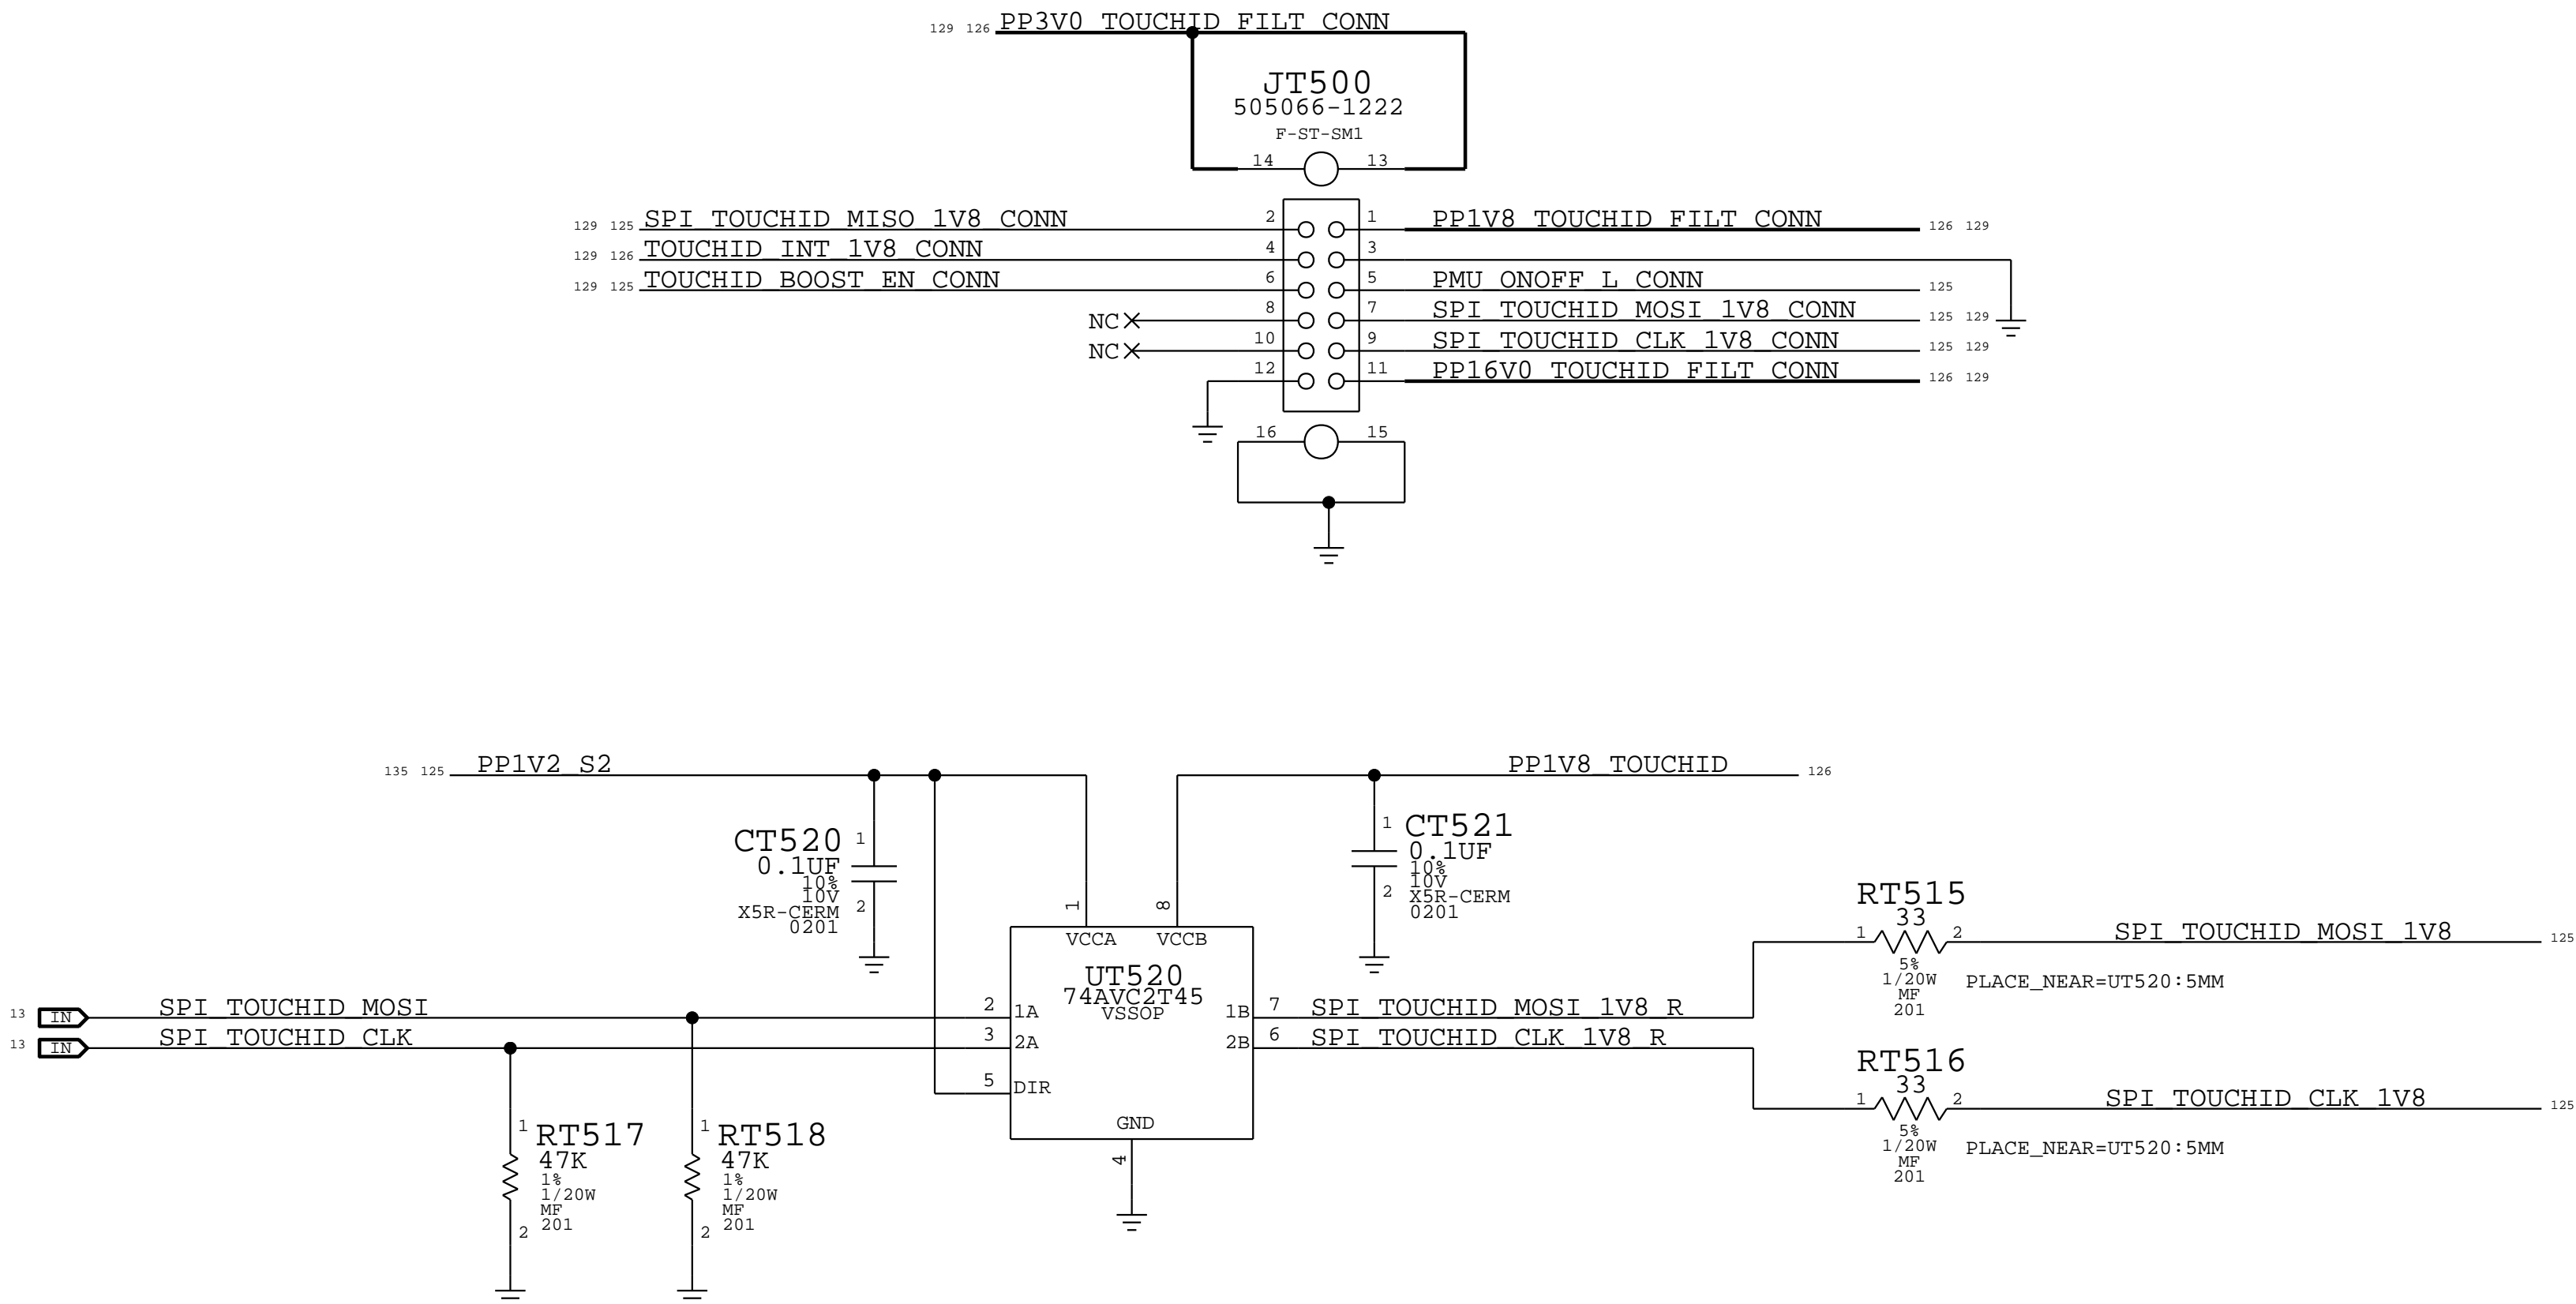 129 126 PP3V0_TOUCHID_FILT_CONN
JT500
505066-1222
F-ST-SM1
14 13
129 125 SPI_TOUCHID_MISO_1V8_CONN 2 1 PP1V8_TOUCHID_FILT_CONN 126 129
129 126 TOUCHID_INT_1V8_CONN 4 3
129 125 TOUCHID_BOOST_EN_CONN 6 5 PMU_ONOFF_L_CONN 125
NC 8 7 SPI_TOUCHID_MOSI_1V8_CONN 125 129
NC 10 9 SPI_TOUCHID_CLK_1V8_CONN 125 129
12 11 PP16V0_TOUCHID_FILT_CONN 126 129
16 15
135 125 PP1V2_S2
PP1V8_TOUCHID 126
CT520 1
0.1UF
10%
10V
X5R-CERM 2
0201
1 CT521
0.1UF
10%
10V
2 X5R-CERM
0201
1 8
VCCA VCCB
UT520
74AVC2T45
VSSOP
13 IN SPI_TOUCHID_MOSI 2 1A
13 IN SPI_TOUCHID_CLK 3 2A
5 DIR
1B 7 SPI_TOUCHID_MOSI_1V8_R
2B 6 SPI_TOUCHID_CLK_1V8_R
GND
4
RT515
33
1 2 SPI_TOUCHID_MOSI_1V8 125
5%
1/20W
MF
201
PLACE_NEAR=UT520:5MM
RT516
33
1 2 SPI_TOUCHID_CLK_1V8 125
5%
1/20W
MF
201
PLACE_NEAR=UT520:5MM
1 RT517
47K
1%
1/20W
MF
201
2
1 RT518
47K
1%
1/20W
MF
201
2